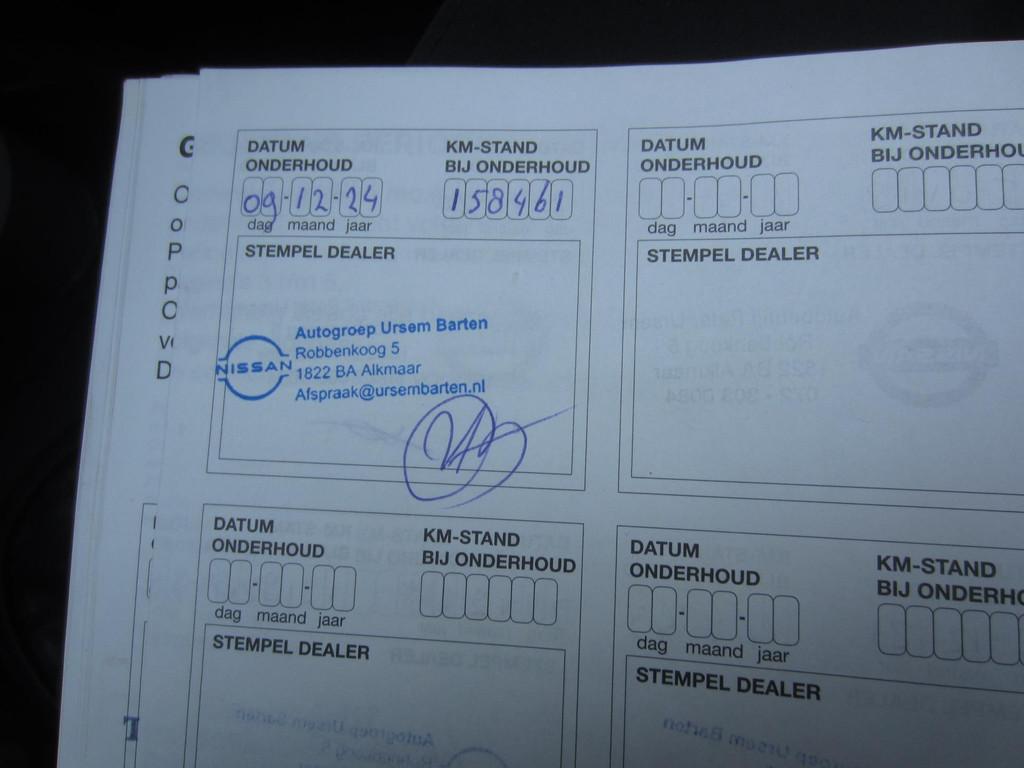 DATUM ONDERHOUD
KM-STAND BIJ ONDERHOUD
09-12-24
158461
dag maand jaar
STEMPEL DEALER
NISSAN
Autogroep Ursem Barten
Robbenkoog 5
1822 BA Alkmaar
Afspraak@ursembarten.nl
DATUM ONDERHOUD
KM-STAND
dag maand jaar
STEMPEL DEALER
DATUM ONDERHOUD
KM-STAND BIJ ONDERHOUD
dag maand jaar
STEMPEL DEALER
DATUM ONDERHOUD
KM-STAND
dag maand jaar
STEMPEL DEALER